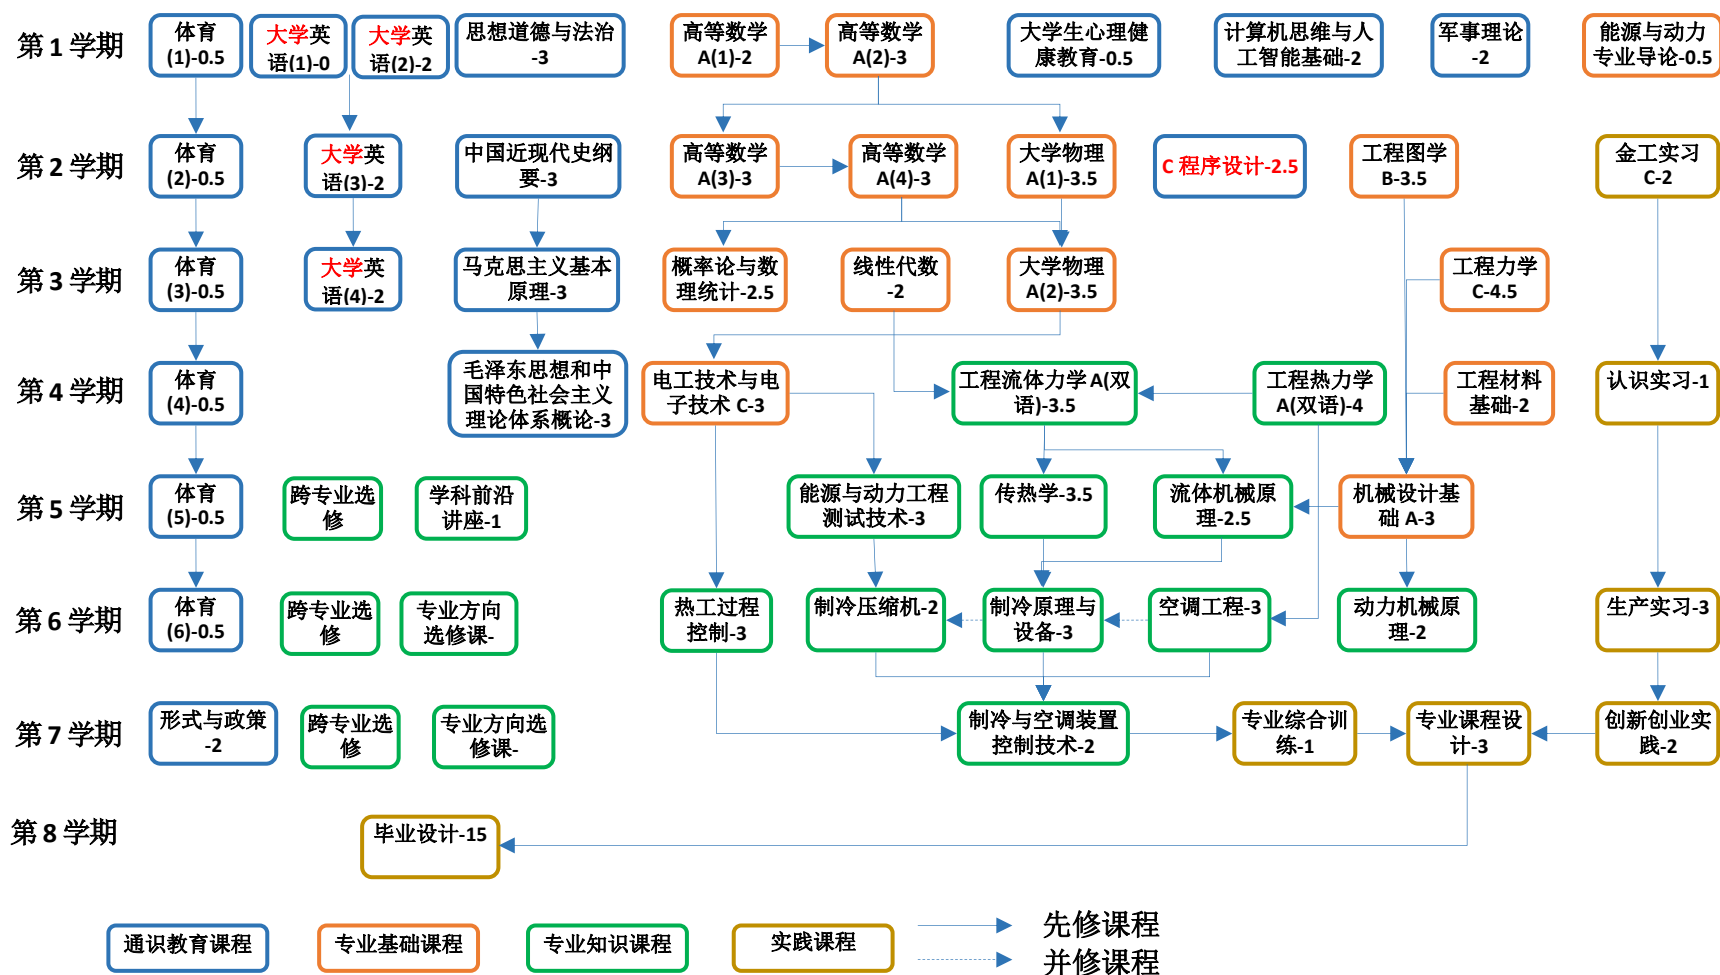 第 1 学期
体育
(1)-0.5
大学英
语(1)-0
大学英
语(2)-2
思想道德与法治
-3
高等数学
A(1)-2
高等数学
A(2)-3
大学生心理健
康教育-0.5
计算机思维与人
工智能基础-2
军事理论
-2
能源与动力
专业导论-0.5
第 2 学期
体育
(2)-0.5
大学英
语(3)-2
中国近现代史纲
要-3
高等数学
A(3)-3
高等数学
A(4)-3
大学物理
A(1)-3.5
C 程序设计-2.5
工程图学
B-3.5
金工实习
C-2
第 3 学期
体育
(3)-0.5
大学英
语(4)-2
马克思主义基本
原理-3
概率论与数
理统计-2.5
线性代数
-2
大学物理
A(2)-3.5
工程力学
C-4.5
第 4 学期
体育
(4)-0.5
毛泽东思想和中
国特色社会主义
理论体系概论-3
电工技术与电
子技术 C-3
工程流体力学 A(双
语)-3.5
工程热力学
A(双语)-4
工程材料
基础-2
认识实习-1
第 5 学期
体育
(5)-0.5
跨专业选
修
学科前沿
讲座-1
能源与动力工程
测试技术-3
传热学-3.5
流体机械原
理-2.5
机械设计基
础 A-3
第 6 学期
体育
(6)-0.5
跨专业选
修
专业方向
选修课-
热工过程
控制-3
制冷压缩机-2
制冷原理与
设备-3
空调工程-3
动力机械原
理-2
生产实习-3
第 7 学期
形式与政策
-2
跨专业选
修
专业方向选
修课-
制冷与空调装置
控制技术-2
专业综合训
练-1
专业课程设
计-3
创新创业实
践-2
第 8 学期
毕业设计-15
通识教育课程
专业基础课程
专业知识课程
实践课程
先修课程
并修课程